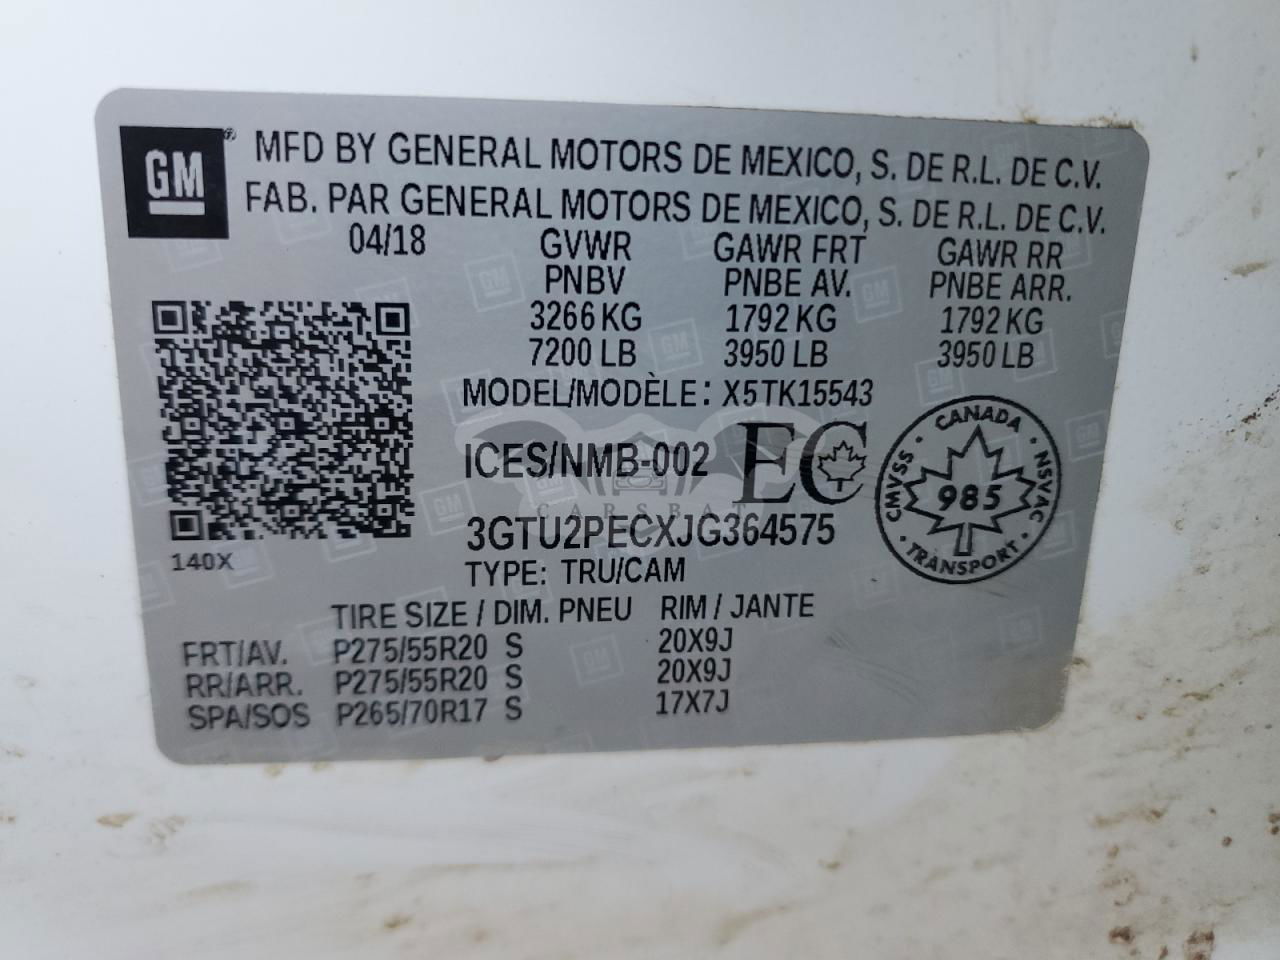 GM ® MFD BY GENERAL MOTORS DE MEXICO, S. DE R.L. DE C.V.
FAB. PAR GENERAL MOTORS DE MEXICO, S. DE R.L. DE C.V.
04/18 GVWR GAWR FRT GAWR RR
PNBV PNBE AV. PNBE ARR.
3266 KG 1792 KG 1792 KG
7200 LB 3950 LB 3950 LB
MODEL/MODÈLE: X5TK15543
ICES/NMB-002 EC
CANADA
CMVSS 985 NSVAC
TRANSPORT
CARSBAT
3GTU2PECXJG364575
140X
TYPE: TRU/CAM
TIRE SIZE / DIM. PNEU RIM / JANTE
FRT/AV. P275/55R20 S 20X9J
RR/ARR. P275/55R20 S 20X9J
SPA/SOS P265/70R17 S 17X7J